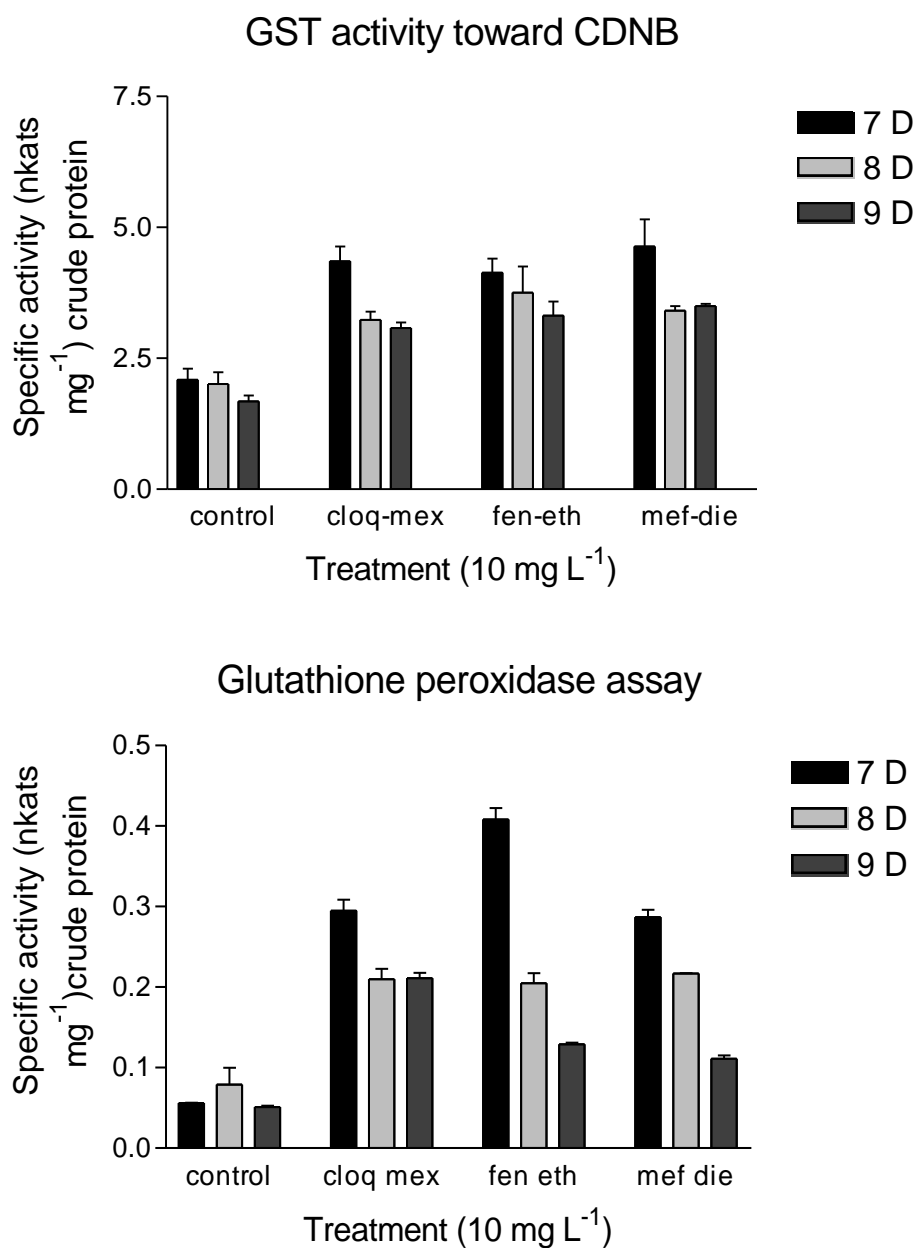 GST activity toward CDNB
Specific activity (nkats
mg⁻¹) crude protein
7.5
5.0
2.5
0.0
control
cloq-mex
fen-eth
mef-die
Treatment (10 mg L⁻¹)
7 D
8 D
9 D
Glutathione peroxidase assay
Specific activity (nkats
mg⁻¹)crude protein
0.5
0.4
0.3
0.2
0.1
0.0
control
cloq mex
fen eth
mef die
Treatment (10 mg L⁻¹)
7 D
8 D
9 D